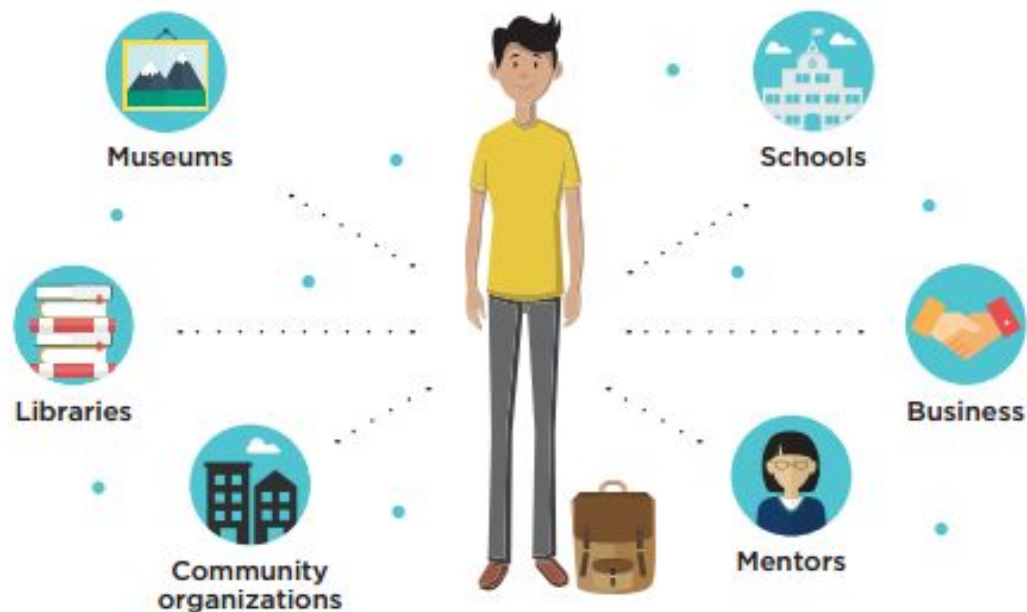 Museums
Schools
Libraries
Business
Community
organizations
Mentors